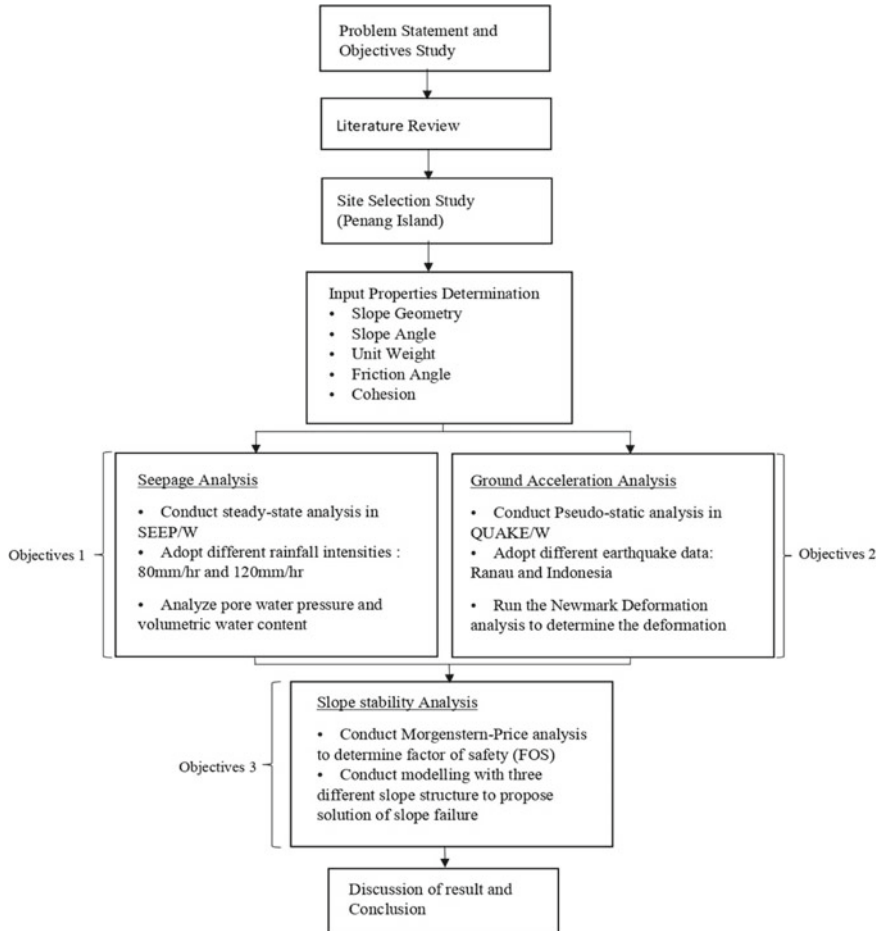 Problem Statement and
Objectives Study
Literature Review
Site Selection Study
(Penang Island)
Input Properties Determination
• Slope Geometry
• Slope Angle
• Unit Weight
• Friction Angle
• Cohesion
Objectives 1
Seepage Analysis
• Conduct steady-state analysis in
SEEP/W
• Adopt different rainfall intensities :
80mm/hr and 120mm/hr
• Analyze pore water pressure and
volumetric water content
Ground Acceleration Analysis
• Conduct Pseudo-static analysis in
QUAKE/W
• Adopt different earthquake data:
Ranau and Indonesia
• Run the Newmark Deformation
analysis to determine the deformation
Objectives 2
Objectives 3
Slope stability Analysis
• Conduct Morgenstern-Price analysis
to determine factor of safety (FOS)
• Conduct modelling with three
different slope structure to propose
solution of slope failure
Discussion of result and
Conclusion